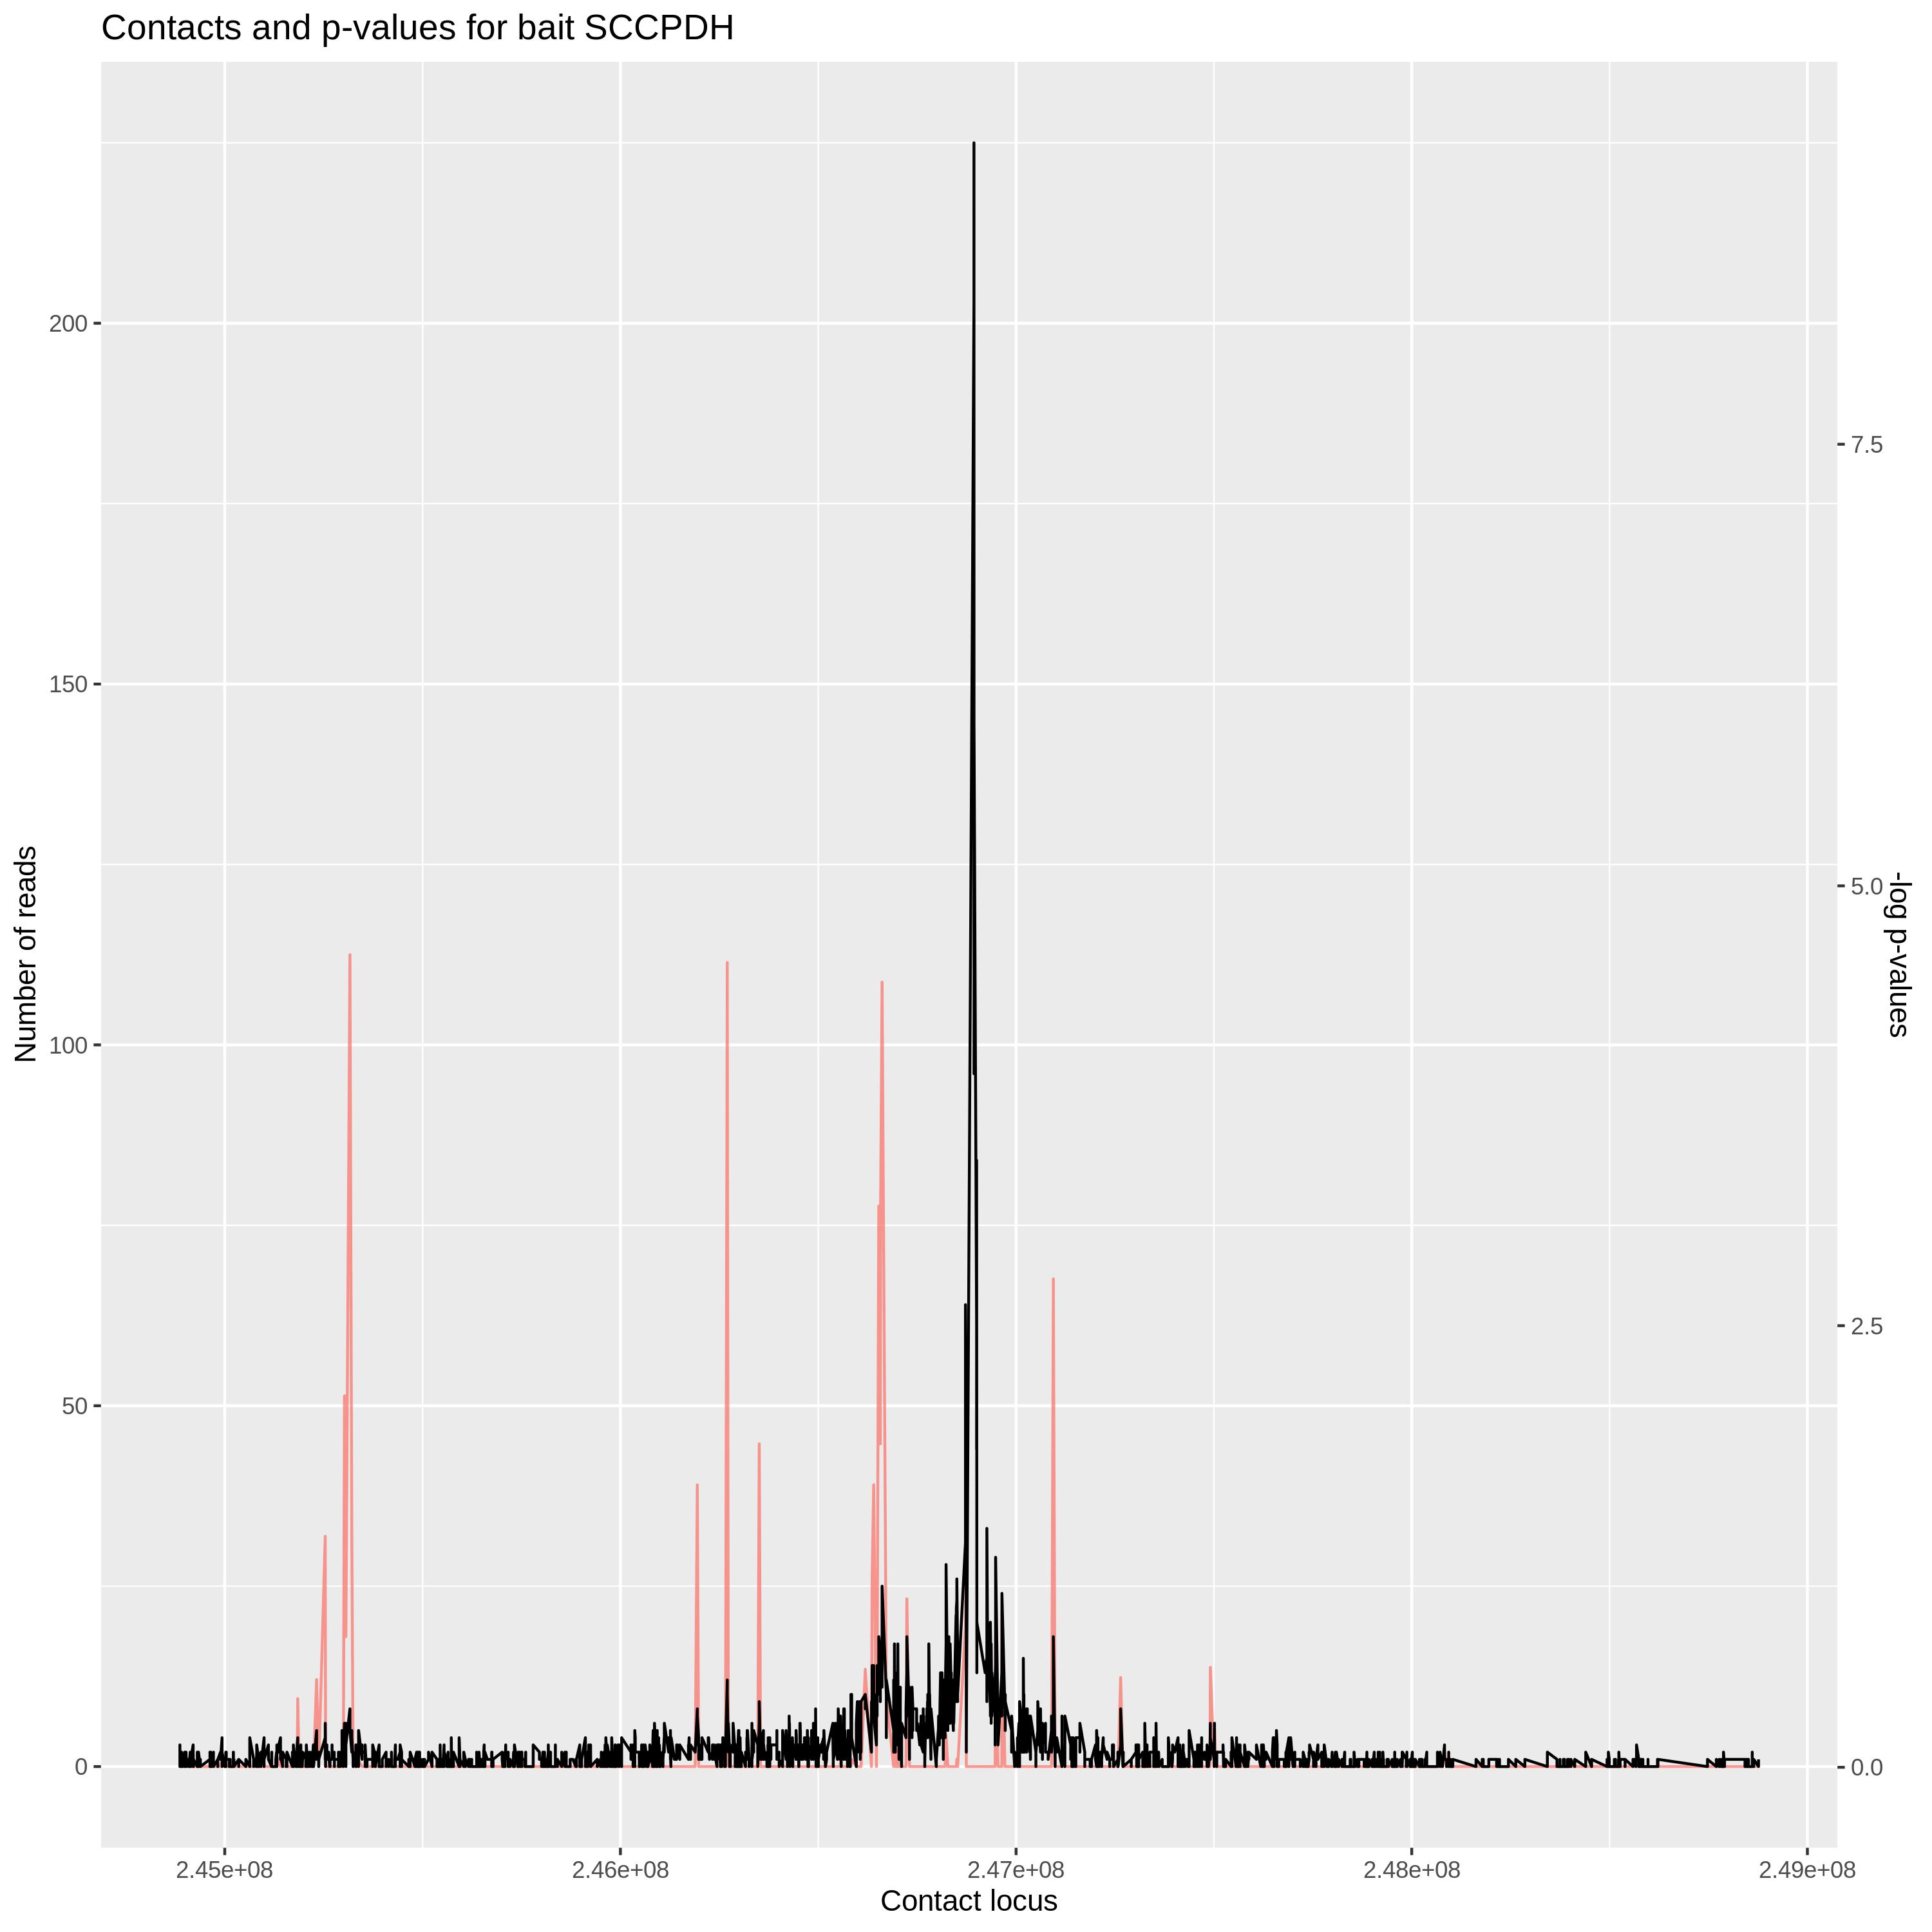 Contacts and p-values for bait SCCPDH
200
150
100
50
0
7.5
5.0
2.5
0.0
Number of reads
-log p-values
2.45e+08 2.46e+08 2.47e+08 2.48e+08 2.49e+08
Contact locus